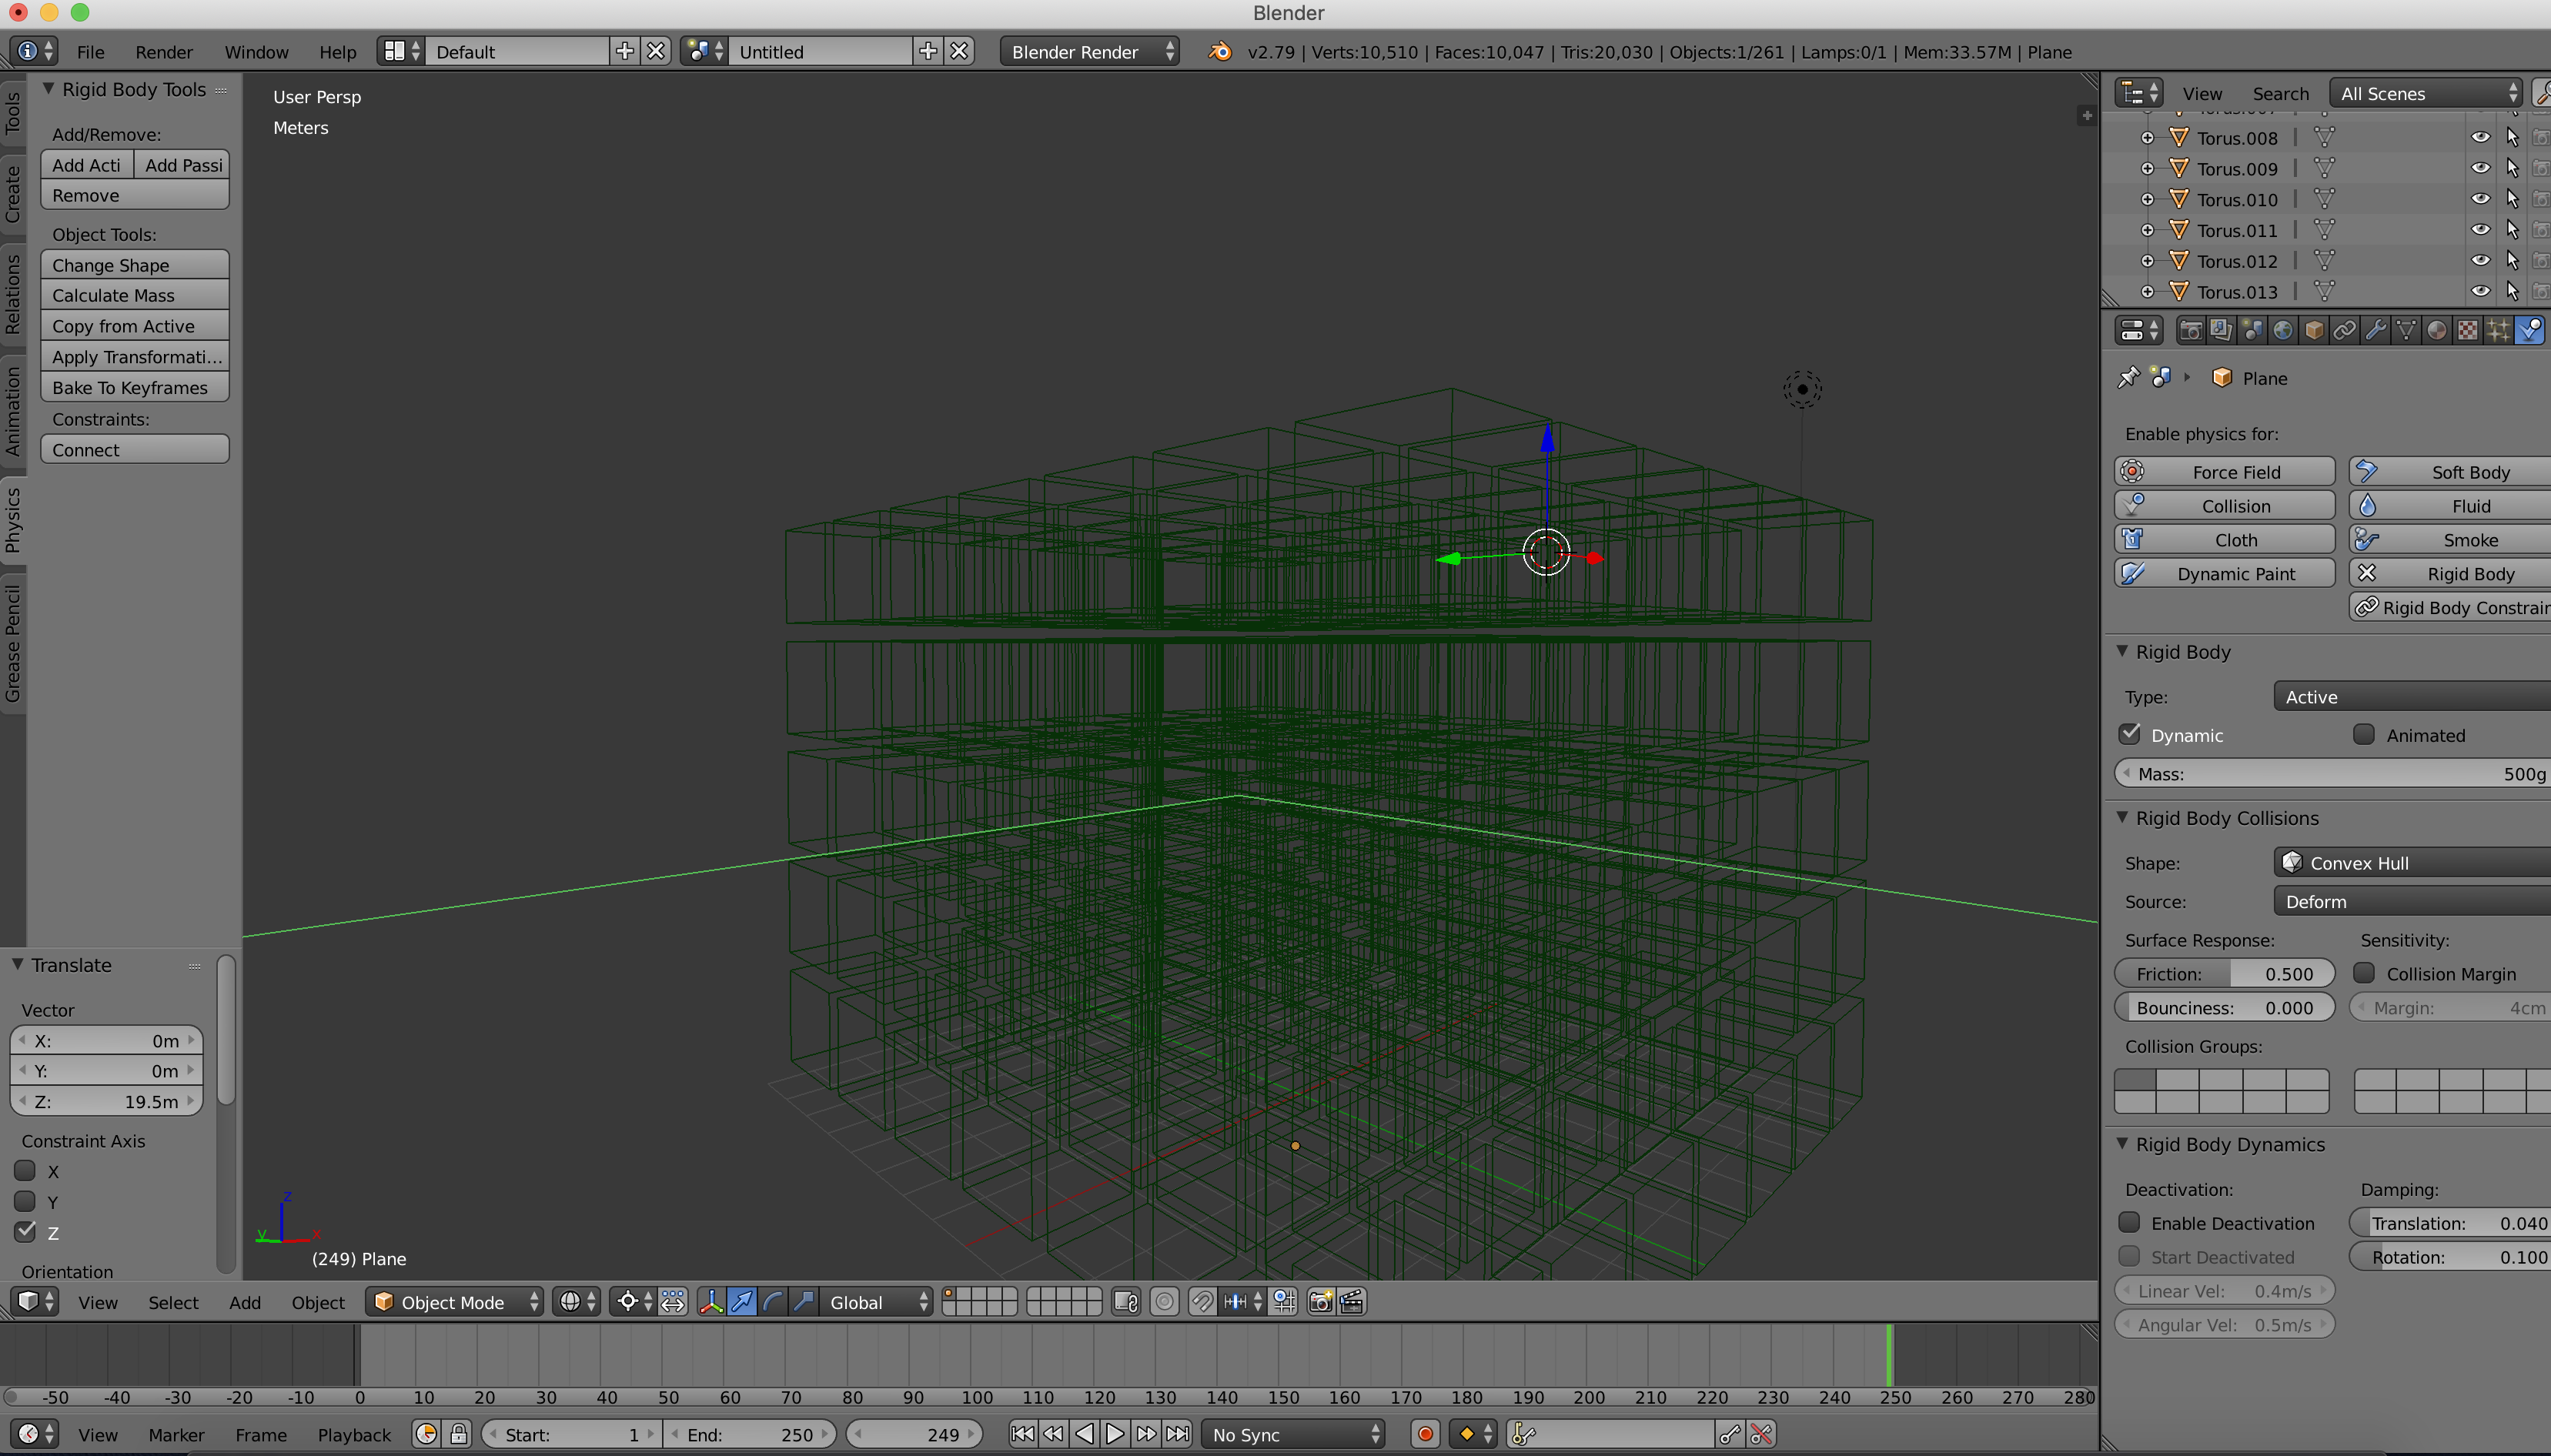 Blender
File Render Window Help Default Untitled Blender Render v2.79 | Verts:10,510 | Faces:10,047 | Tris:20,030 | Objects:1/261 | Lamps:0/1 | Mem:33.57M | Plane
Tools
Create
Relations
Animation
Physics
Grease Pencil
Rigid Body Tools
Add/Remove:
Add Acti Add Passi
Remove
Object Tools:
Change Shape
Calculate Mass
Copy from Active
Apply Transformati...
Bake To Keyframes
Constraints:
Connect
Translate
Vector
X: 0m
Y: 0m
Z: 19.5m
Constraint Axis
X
Y
Z
Orientation
User Persp
Meters
z
y x
(249) Plane
View Select Add Object Object Mode Global
-50 -40 -30 -20 -10 0 10 20 30 40 50 60 70 80 90 100 110 120 130 140 150 160 170 180 190 200 210 220 230 240 250 260 270 280
View Marker Frame Playback Start: 1 End: 250 249 No Sync
View Search All Scenes
Torus.007
Torus.008
Torus.009
Torus.010
Torus.011
Torus.012
Torus.013
Plane
Enable physics for:
Force Field Soft Body
Collision Fluid
Cloth Smoke
Dynamic Paint Rigid Body
Rigid Body Constrain
Rigid Body
Type: Active
Dynamic Animated
Mass: 500g
Rigid Body Collisions
Shape: Convex Hull
Source: Deform
Surface Response: Sensitivity:
Friction: 0.500 Collision Margin
Bounciness: 0.000 Margin: 4cm
Collision Groups:
Rigid Body Dynamics
Deactivation: Damping:
Enable Deactivation Translation: 0.040
Start Deactivated Rotation: 0.100
Linear Vel: 0.4m/s
Angular Vel: 0.5m/s